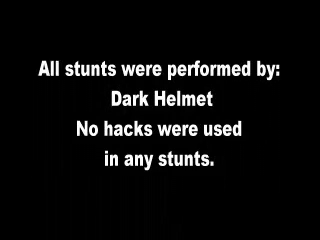 All stunts were performed by:
Dark Helmet
No hacks were used
in any stunts.